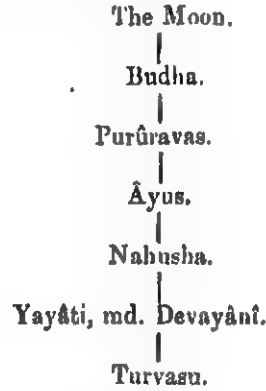 The Moon.
Budha.
Purûravas.
Âyus.
Nahusha.
Yayâti, md. Devayânî.
Turvasu.